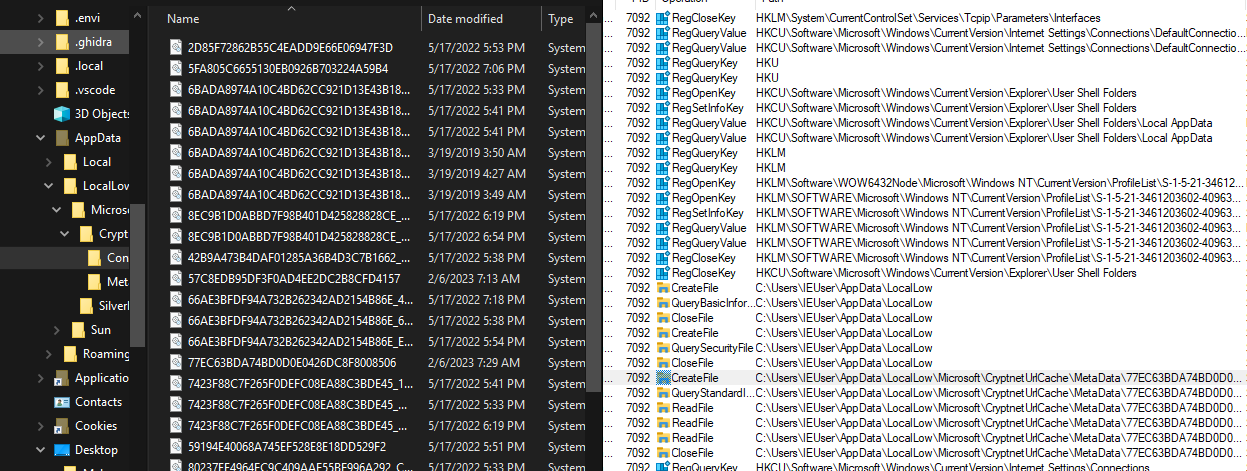 .envi
.ghidra
.local
.vscode
3D Objects
AppData
Local
LocalLow
Microso
Crypt
Con
Met
Silverl
Sun
Roaming
Application
Contacts
Cookies
Desktop
Name Date modified Type
2D85F72862B55C4EADD9E66E06947F3D 5/17/2022 5:53 PM System
5FA805C6655130EB0926B703224A59B4 5/17/2022 7:06 PM System
6BADA8974A10C4BD62CC921D13E43B18... 5/17/2022 5:33 PM System
6BADA8974A10C4BD62CC921D13E43B18... 5/17/2022 5:41 PM System
6BADA8974A10C4BD62CC921D13E43B18... 5/17/2022 5:41 PM System
6BADA8974A10C4BD62CC921D13E43B18... 3/19/2019 3:50 AM System
6BADA8974A10C4BD62CC921D13E43B18... 3/19/2019 4:27 AM System
6BADA8974A10C4BD62CC921D13E43B18... 3/19/2019 3:49 AM System
8EC9B1D0ABBD7F98B401D425828828CE_... 5/17/2022 6:19 PM System
8EC9B1D0ABBD7F98B401D425828828CE_... 5/17/2022 6:54 PM System
42B9A473B4DAF01285A36B4D3C7B1662_... 5/17/2022 5:38 PM System
57C8EDB95DF3F0AD4EE2DC2B8CFD4157 2/6/2023 7:13 AM System
66AE3BFDF94A732B262342AD2154B86E_4... 5/17/2022 7:18 PM System
66AE3BFDF94A732B262342AD2154B86E_6... 5/17/2022 5:38 PM System
66AE3BFDF94A732B262342AD2154B86E_E... 5/17/2022 5:54 PM System
77EC63BDA74BD0D0E0426DC8F8008506 2/6/2023 7:29 AM System
7423F88C7F265F0DEFC08EA88C3BDE45_1... 5/17/2022 5:41 PM System
7423F88C7F265F0DEFC08EA88C3BDE45_... 5/17/2022 5:33 PM System
7423F88C7F265F0DEFC08EA88C3BDE45_... 5/17/2022 6:19 PM System
59194E40068A745EF528E8E18DD529F2 5/17/2022 5:51 PM System
80237EE4964FC9C409AAF55BF996A292_C... 5/17/2022 5:38 PM System
7092 RegCloseKey HKLM\System\CurrentControlSet\Services\Tcpip\Parameters\Interfaces
7092 RegQueryValue HKCU\Software\Microsoft\Windows\CurrentVersion\Internet Settings\Connections\DefaultConnectio...
7092 RegQueryValue HKCU\Software\Microsoft\Windows\CurrentVersion\Internet Settings\Connections\DefaultConnectio...
7092 RegQueryKey HKU
7092 RegQueryKey HKU
7092 RegOpenKey HKCU\Software\Microsoft\Windows\CurrentVersion\Explorer\User Shell Folders
7092 RegSetInfoKey HKCU\Software\Microsoft\Windows\CurrentVersion\Explorer\User Shell Folders
7092 RegQueryValue HKCU\Software\Microsoft\Windows\CurrentVersion\Explorer\User Shell Folders\Local AppData
7092 RegQueryValue HKCU\Software\Microsoft\Windows\CurrentVersion\Explorer\User Shell Folders\Local AppData
7092 RegQueryKey HKLM
7092 RegQueryKey HKLM
7092 RegOpenKey HKLM\Software\WOW6432Node\Microsoft\Windows NT\CurrentVersion\ProfileList\S-1-5-21-34612...
7092 RegOpenKey HKLM\SOFTWARE\Microsoft\Windows NT\CurrentVersion\ProfileList\S-1-5-21-3461203602-40963...
7092 RegSetInfoKey HKLM\SOFTWARE\Microsoft\Windows NT\CurrentVersion\ProfileList\S-1-5-21-3461203602-40963...
7092 RegQueryValue HKLM\SOFTWARE\Microsoft\Windows NT\CurrentVersion\ProfileList\S-1-5-21-3461203602-40963...
7092 RegQueryValue HKLM\SOFTWARE\Microsoft\Windows NT\CurrentVersion\ProfileList\S-1-5-21-3461203602-40963...
7092 RegCloseKey HKLM\SOFTWARE\Microsoft\Windows NT\CurrentVersion\ProfileList\S-1-5-21-3461203602-40963...
7092 RegCloseKey HKCU\Software\Microsoft\Windows\CurrentVersion\Explorer\User Shell Folders
7092 CreateFile C:\Users\IEUser\AppData\LocalLow
7092 QueryBasicInfor... C:\Users\IEUser\AppData\LocalLow
7092 CloseFile C:\Users\IEUser\AppData\LocalLow
7092 CreateFile C:\Users\IEUser\AppData\LocalLow
7092 QuerySecurityFile C:\Users\IEUser\AppData\LocalLow
7092 CloseFile C:\Users\IEUser\AppData\LocalLow
7092 CreateFile C:\Users\IEUser\AppData\LocalLow\Microsoft\CryptnetUrlCache\MetaData\77EC63BDA74BD0D0...
7092 QueryStandardI... C:\Users\IEUser\AppData\LocalLow\Microsoft\CryptnetUrlCache\MetaData\77EC63BDA74BD0D0...
7092 ReadFile C:\Users\IEUser\AppData\LocalLow\Microsoft\CryptnetUrlCache\MetaData\77EC63BDA74BD0D0...
7092 ReadFile C:\Users\IEUser\AppData\LocalLow\Microsoft\CryptnetUrlCache\MetaData\77EC63BDA74BD0D0...
7092 ReadFile C:\Users\IEUser\AppData\LocalLow\Microsoft\CryptnetUrlCache\MetaData\77EC63BDA74BD0D0...
7092 CloseFile C:\Users\IEUser\AppData\LocalLow\Microsoft\CryptnetUrlCache\MetaData\77EC63BDA74BD0D0...
7092 RegOpenKey HKCU\Software\Microsoft\Windows\CurrentVersion\Internet Settings\Connections